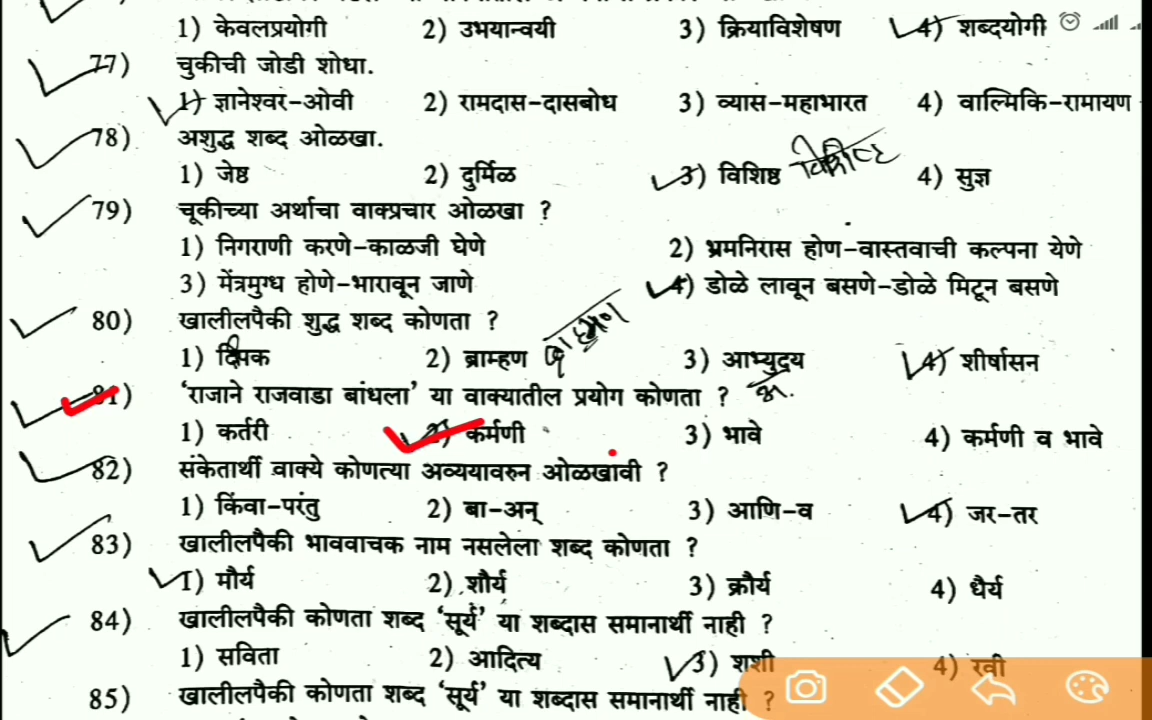 1) केवलप्रयोगी 2) उभयान्वयी 3) क्रियाविशेषण 4) शब्दयोगी
77) चुकीची जोडी शोधा.
1) ज्ञानेश्वर-ओवी 2) रामदास-दासबोध 3) व्यास-महाभारत 4) वाल्मिकि-रामायण
78) अशुद्ध शब्द ओळखा.
1) जेष्ठ 2) दुर्मिळ 3) विशिष्ठ 4) सुज्ञ
79) चूकीच्या अर्थाचा वाक्प्रचार ओळखा ?
1) निगराणी करणे-काळजी घेणे 2) भ्रमनिरास होण-वास्तवाची कल्पना येणे
3) मेंत्रमुग्ध होणे-भारावून जाणे 4) डोळे लावून बसणे-डोळे मिटून बसणे
80) खालीलपैकी शुद्ध शब्द कोणता ?
1) दिपक 2) ब्राम्हण 3) आभ्युदय 4) शीर्षासन
81) 'राजाने राजवाडा बांधला' या वाक्यातील प्रयोग कोणता ?
1) कर्तरी 2) कर्मणी 3) भावे 4) कर्मणी व भावे
82) संकेतार्थी वाक्ये कोणत्या अव्ययावरुन ओळखावी ?
1) किंवा-परंतु 2) बा-अन् 3) आणि-व 4) जर-तर
83) खालीलपैकी भाववाचक नाम नसलेला शब्द कोणता ?
1) मौर्य 2) शौर्य 3) क्रौर्य 4) धैर्य
84) खालीलपैकी कोणता शब्द 'सूर्य' या शब्दास समानार्थी नाही ?
1) सविता 2) आदित्य 3) शशी 4) रवी
85) खालीलपैकी कोणता शब्द 'सूर्य' या शब्दास समानार्थी नाही ?